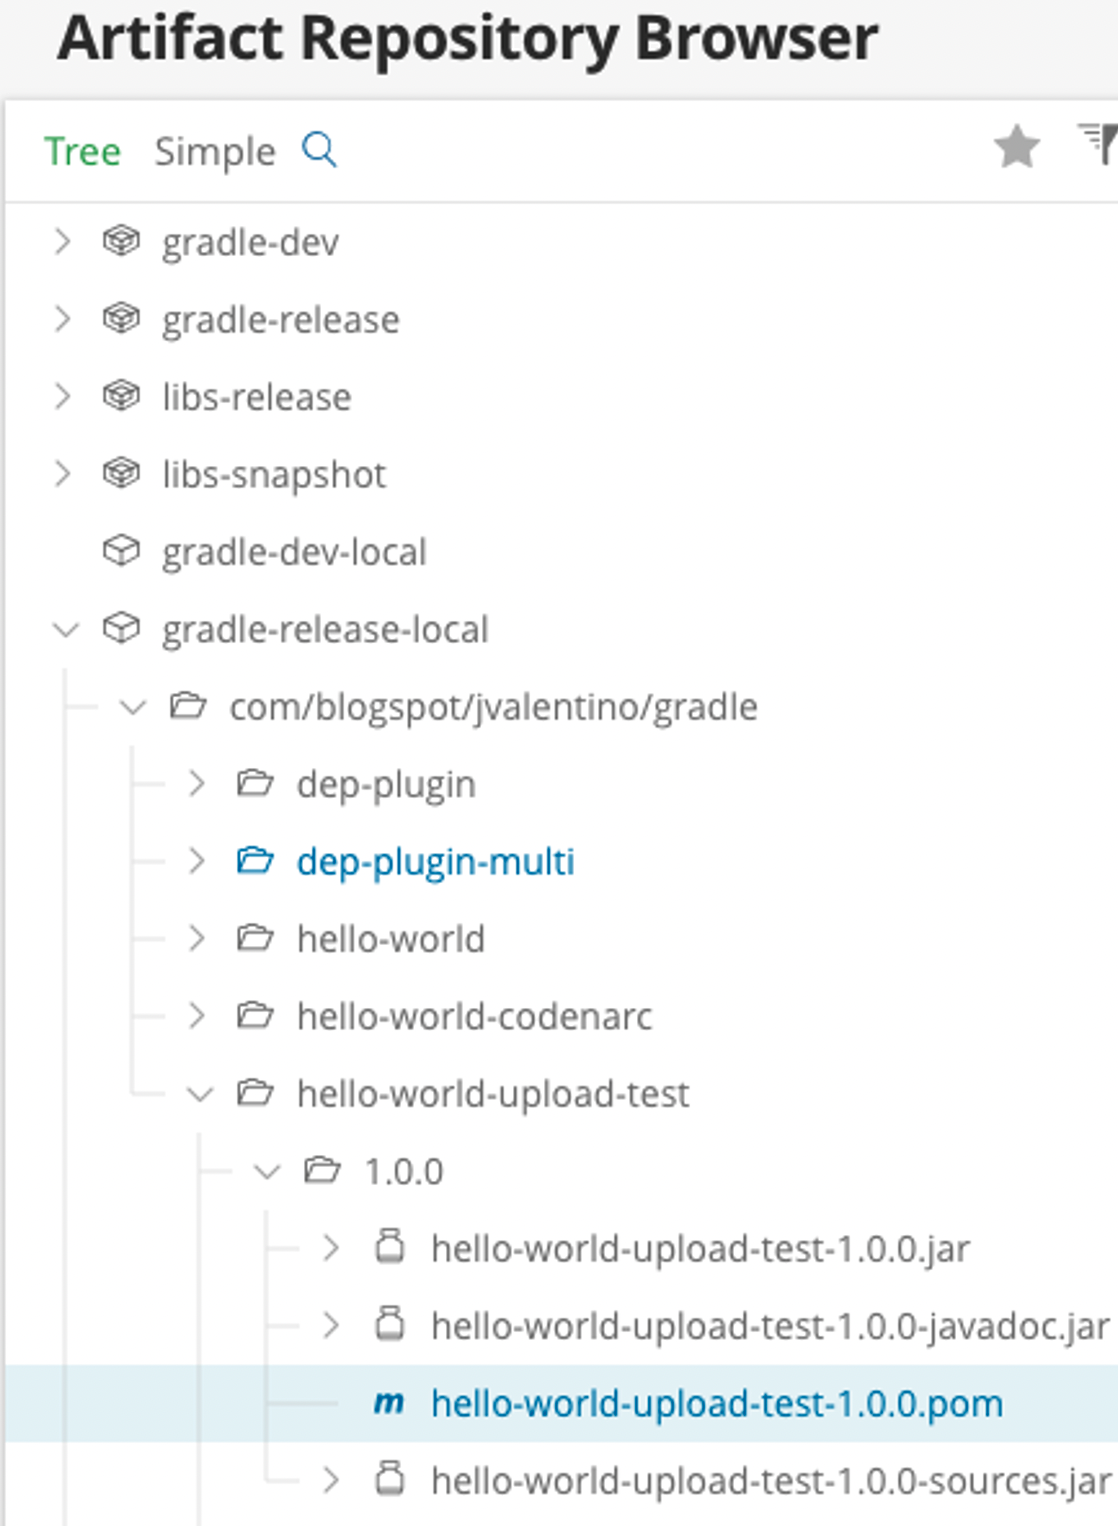 Artifact Repository Browser
Tree Simple
gradle-dev
gradle-release
libs-release
libs-snapshot
gradle-dev-local
gradle-release-local
com/blogspot/jvalentino/gradle
dep-plugin
dep-plugin-multi
hello-world
hello-world-codenarc
hello-world-upload-test
1.0.0
hello-world-upload-test-1.0.0.jar
hello-world-upload-test-1.0.0-javadoc.jar
m hello-world-upload-test-1.0.0.pom
hello-world-upload-test-1.0.0-sources.jar